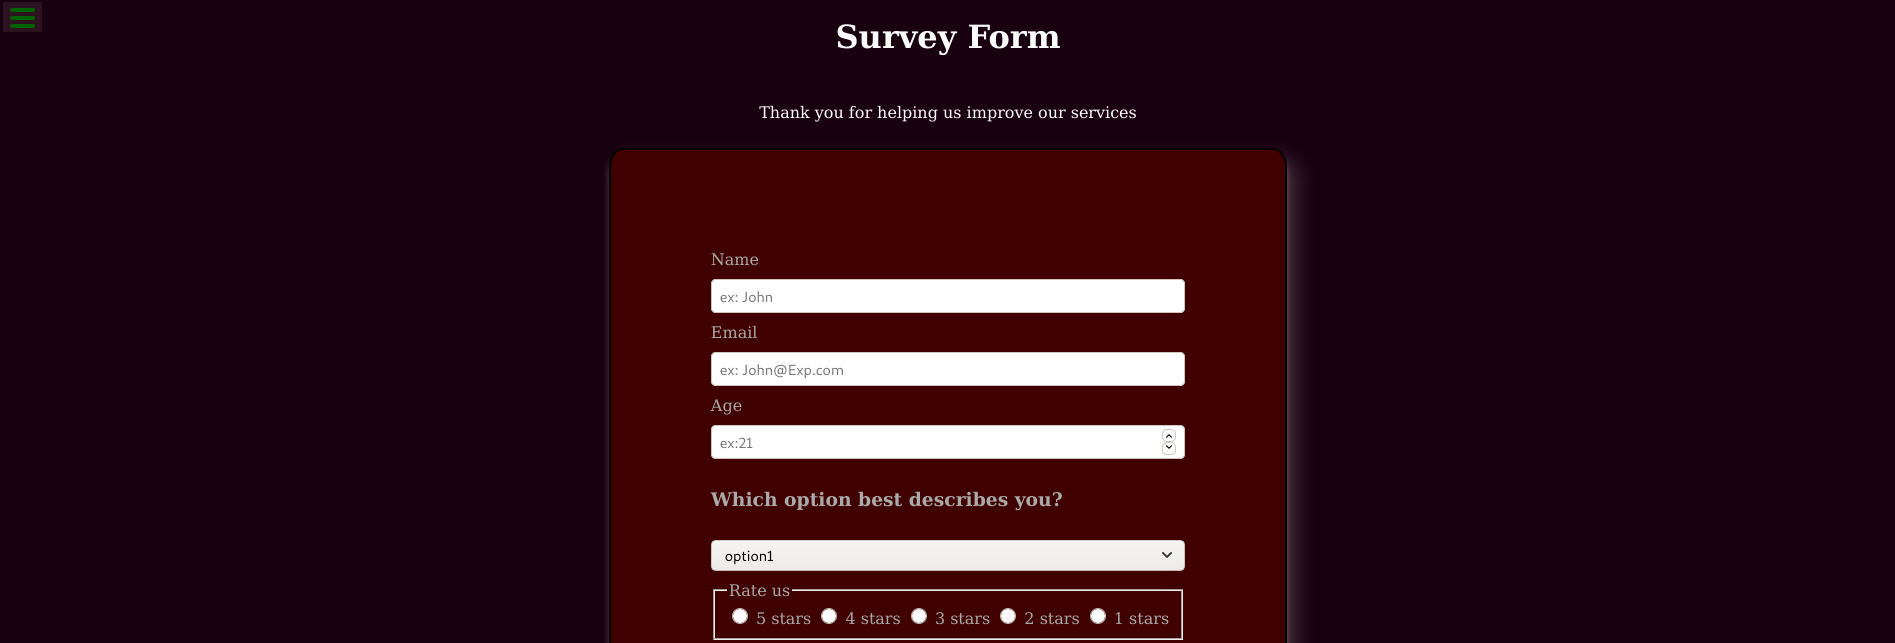 Survey Form
Thank you for helping us improve our services
Name
ex: John
Email
ex: John@Exp.com
Age
ex:21
Which option best describes you?
option1
Rate us
5 stars 4 stars 3 stars 2 stars 1 stars